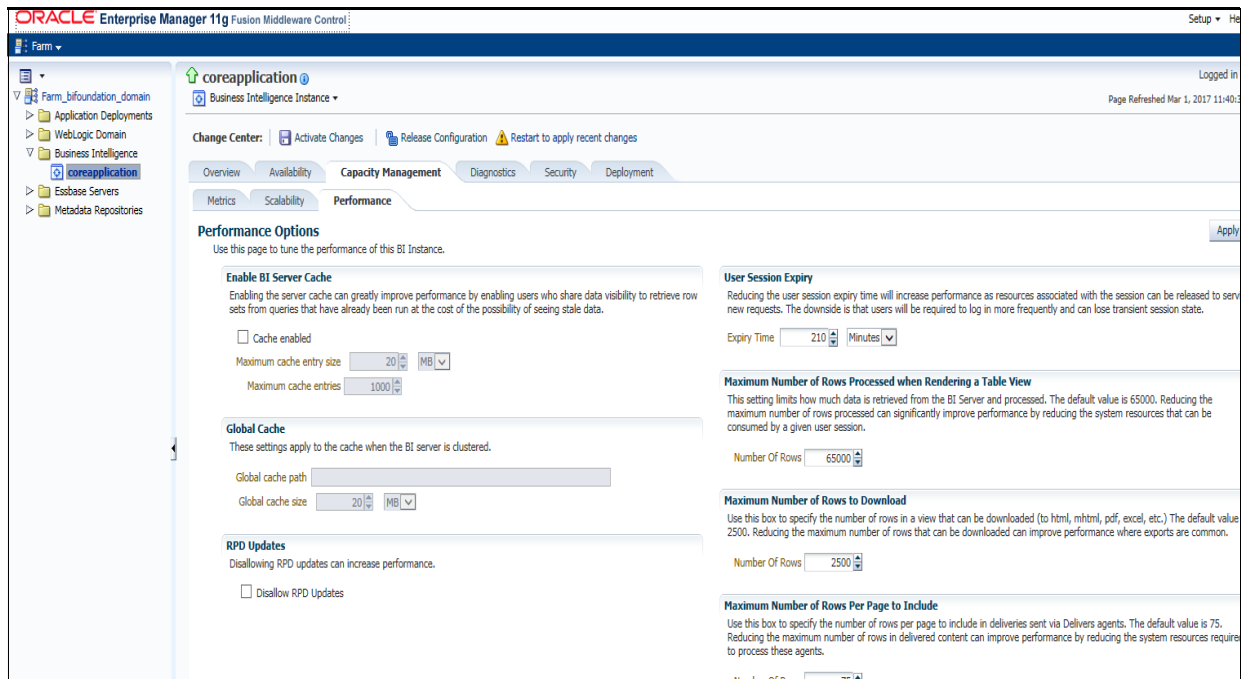 ORACLE Enterprise Manager 11g Fusion Middleware Control
Setup
Farm
Farm_bifoundation_domain
Application Deployments
WebLogic Domain
Business Intelligence
coreapplication
Essbase Servers
Metadata Repositories
coreapplication
Logged in
Business Intelligence Instance
Page Refreshed Mar 1, 2017 11:40:3
Change Center: Activate Changes Release Configuration Restart to apply recent changes
Overview Availability Capacity Management Diagnostics Security Deployment
Metrics Scalability Performance
Performance Options
Apply
Use this page to tune the performance of this BI Instance.
Enable BI Server Cache
Enabling the server cache can greatly improve performance by enabling users who share data visibility to retrieve row
sets from queries that have already been run at the cost of the possibility of seeing stale data.
Cache enabled
Maximum cache entry size 20 MB
Maximum cache entries 1000
Global Cache
These settings apply to the cache when the BI server is clustered.
Global cache path
Global cache size 20 MB
RPD Updates
Disallowing RPD updates can increase performance.
Disallow RPD Updates
User Session Expiry
Reducing the user session expiry time will increase performance as resources associated with the session can be released to serv
new requests. The downside is that users will be required to log in more frequently and can lose transient session state.
Expiry Time 210 Minutes
Maximum Number of Rows Processed when Rendering a Table View
This setting limits how much data is retrieved from the BI Server and processed. The default value is 65000. Reducing the
maximum number of rows processed can significantly improve performance by reducing the system resources that can be
consumed by a given user session.
Number Of Rows 65000
Maximum Number of Rows to Download
Use this box to specify the number of rows in a view that can be downloaded (to html, mhtml, pdf, excel, etc.) The default value
2500. Reducing the maximum number of rows that can be downloaded can improve performance where exports are common.
Number Of Rows 2500
Maximum Number of Rows Per Page to Include
Use this box to specify the number of rows per page to include in deliveries sent via Delivers agents. The default value is 75.
Reducing the maximum number of rows in delivered content can improve performance by reducing the system resources require
to process these agents.